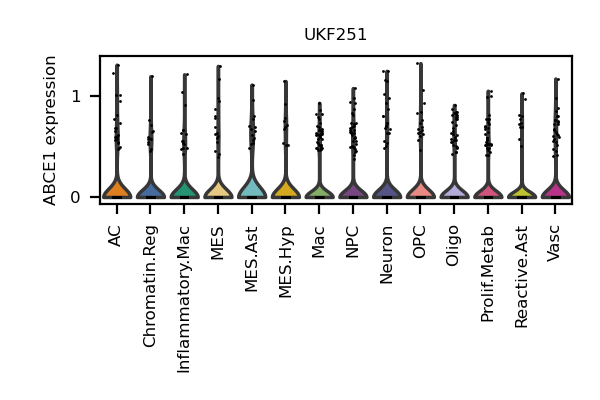 UKF251
ABCE1 expression
1
0
AC
Chromatin.Reg
Inflammatory.Mac
MES
MES.Ast
MES.Hyp
Mac
NPC
Neuron
OPC
Oligo
Prolif.Metab
Reactive.Ast
Vasc